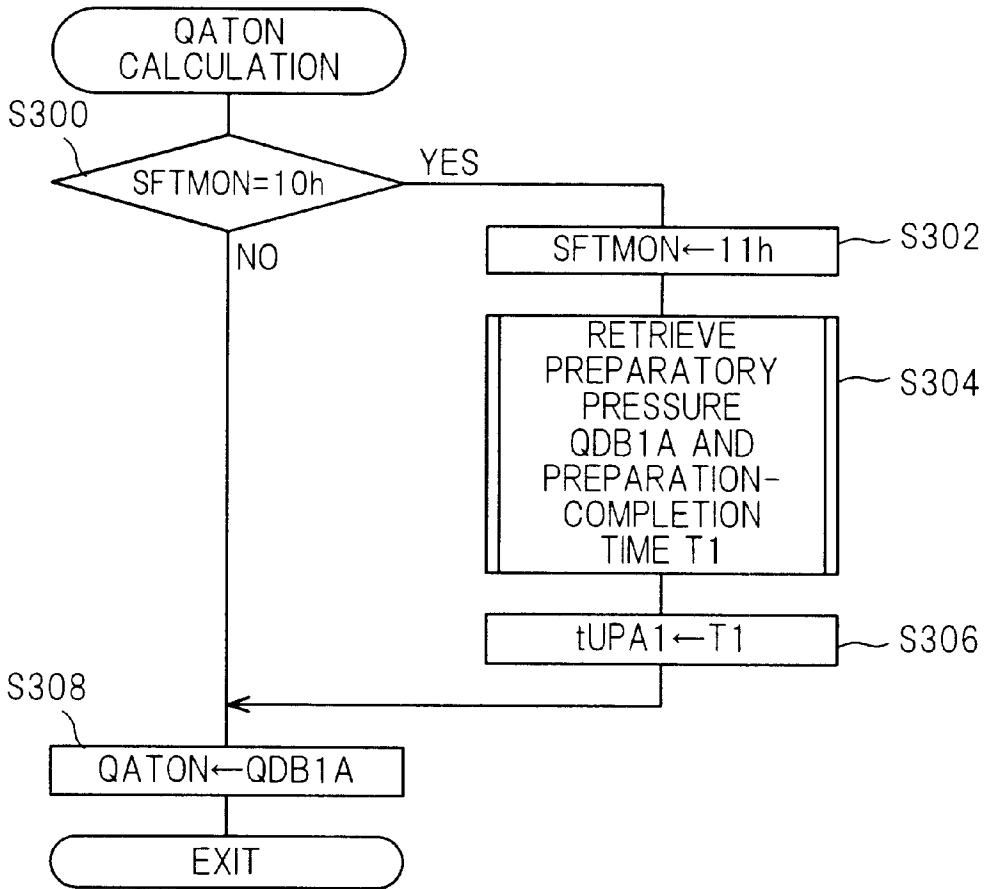 QATON
CALCULATION
S300
SFTMON=10h
YES
NO
SFTMON←11h
S302
RETRIEVE
PREPARATORY
PRESSURE
QDB1A AND
PREPARATION-
COMPLETION
TIME T1
S304
tUPA1←T1
S306
S308
QATON←QDB1A
EXIT